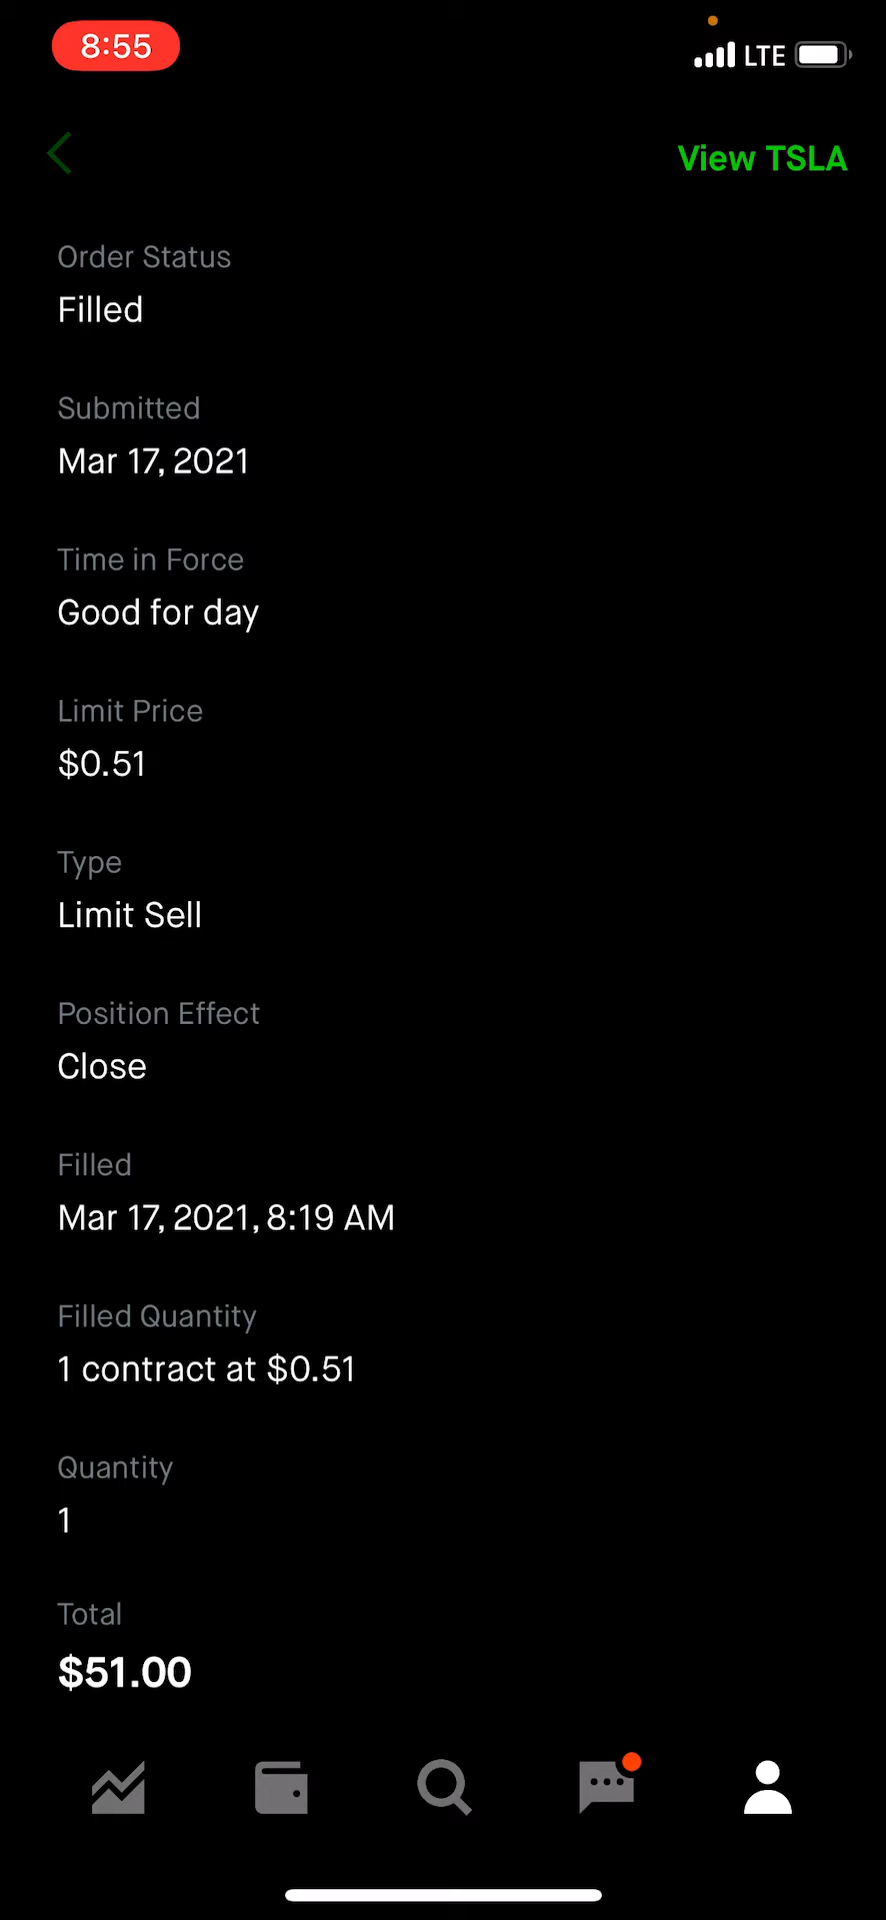 8:55
LTE
View TSLA
Order Status
Filled
Submitted
Mar 17, 2021
Time in Force
Good for day
Limit Price
$0.51
Type
Limit Sell
Position Effect
Close
Filled
Mar 17, 2021, 8:19 AM
Filled Quantity
1 contract at $0.51
Quantity
1
Total
$51.00